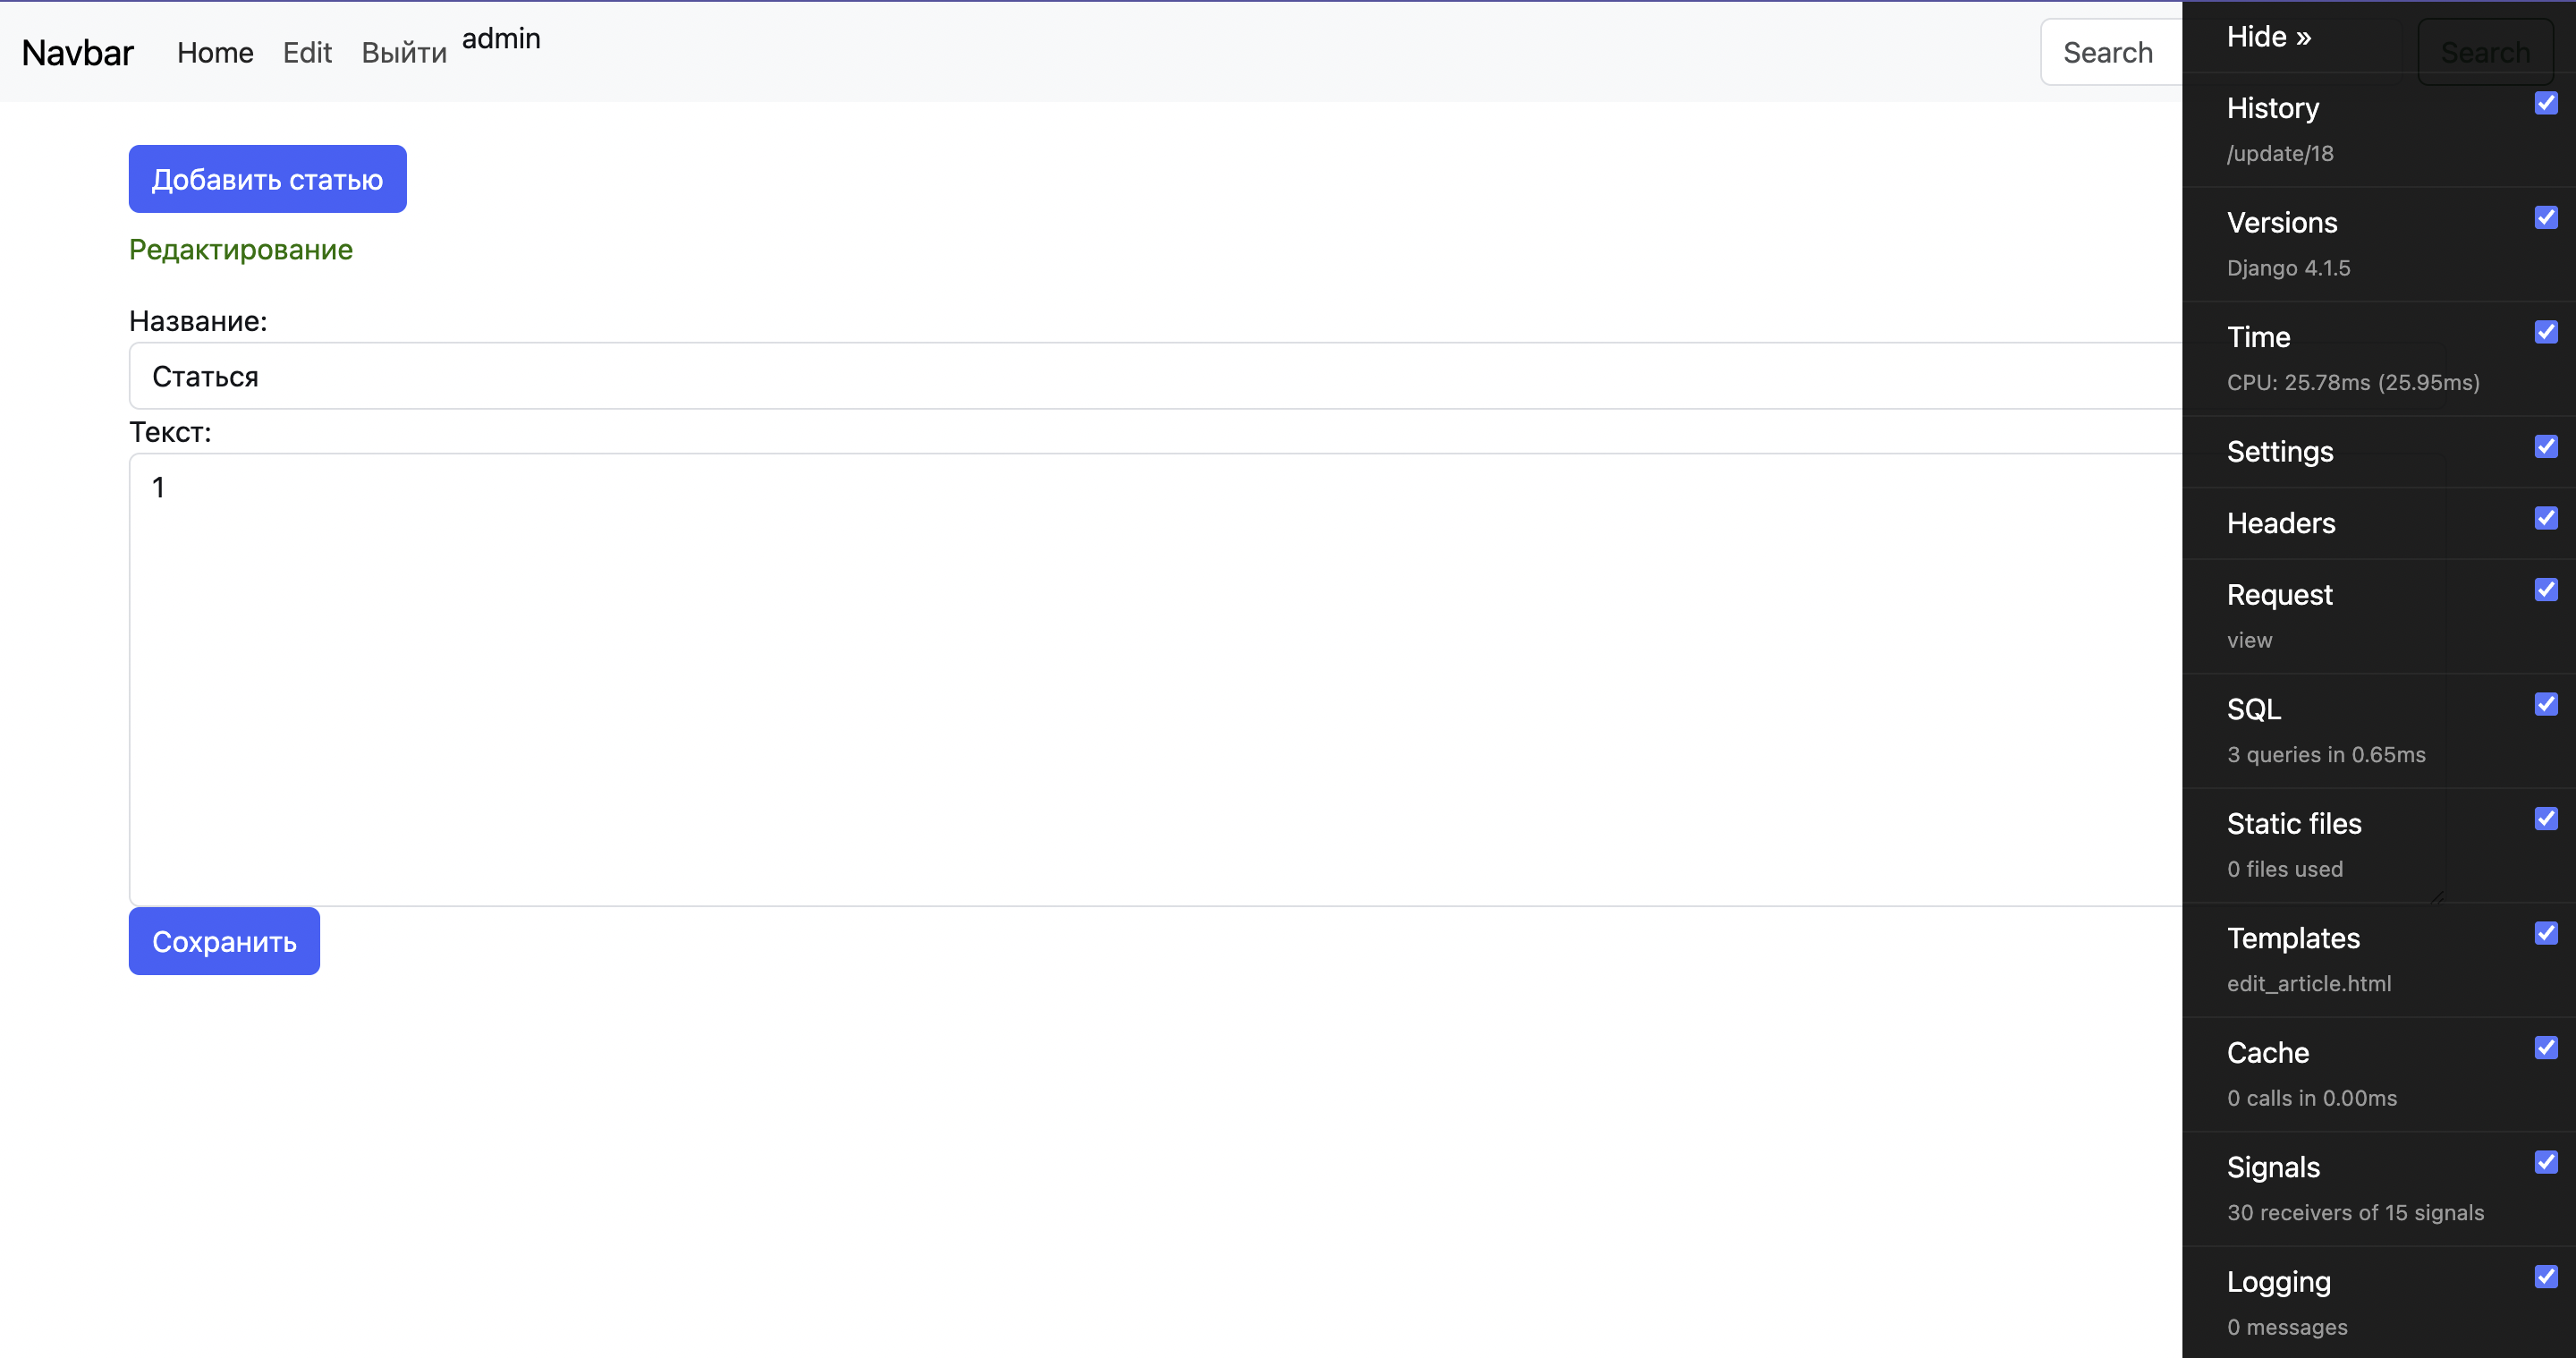 Navbar Home Edit Выйти admin Search Search
Добавить статью
Редактирование
Название:
Статься
Текст:
1
Сохранить
Hide »
History
/update/18
Versions
Django 4.1.5
Time
CPU: 25.78ms (25.95ms)
Settings
Headers
Request
view
SQL
3 queries in 0.65ms
Static files
0 files used
Templates
edit_article.html
Cache
0 calls in 0.00ms
Signals
30 receivers of 15 signals
Logging
0 messages